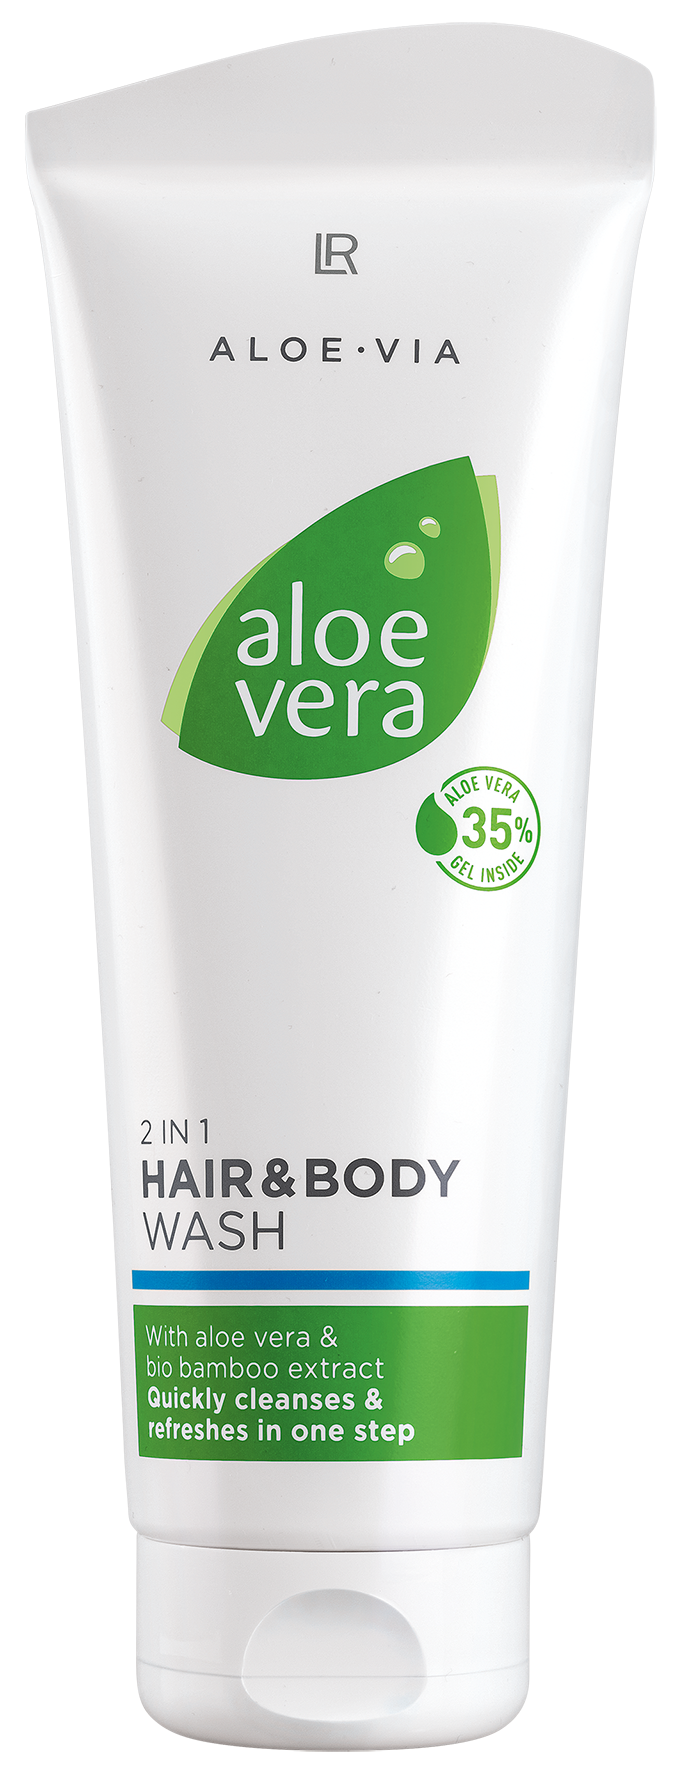 LR
ALOE•VIA
aloe
vera
ALOE VERA
35%
GEL INSIDE
2 IN 1
HAIR&BODY
WASH
With aloe vera &
bio bamboo extract
Quickly cleanses &
refreshes in one step